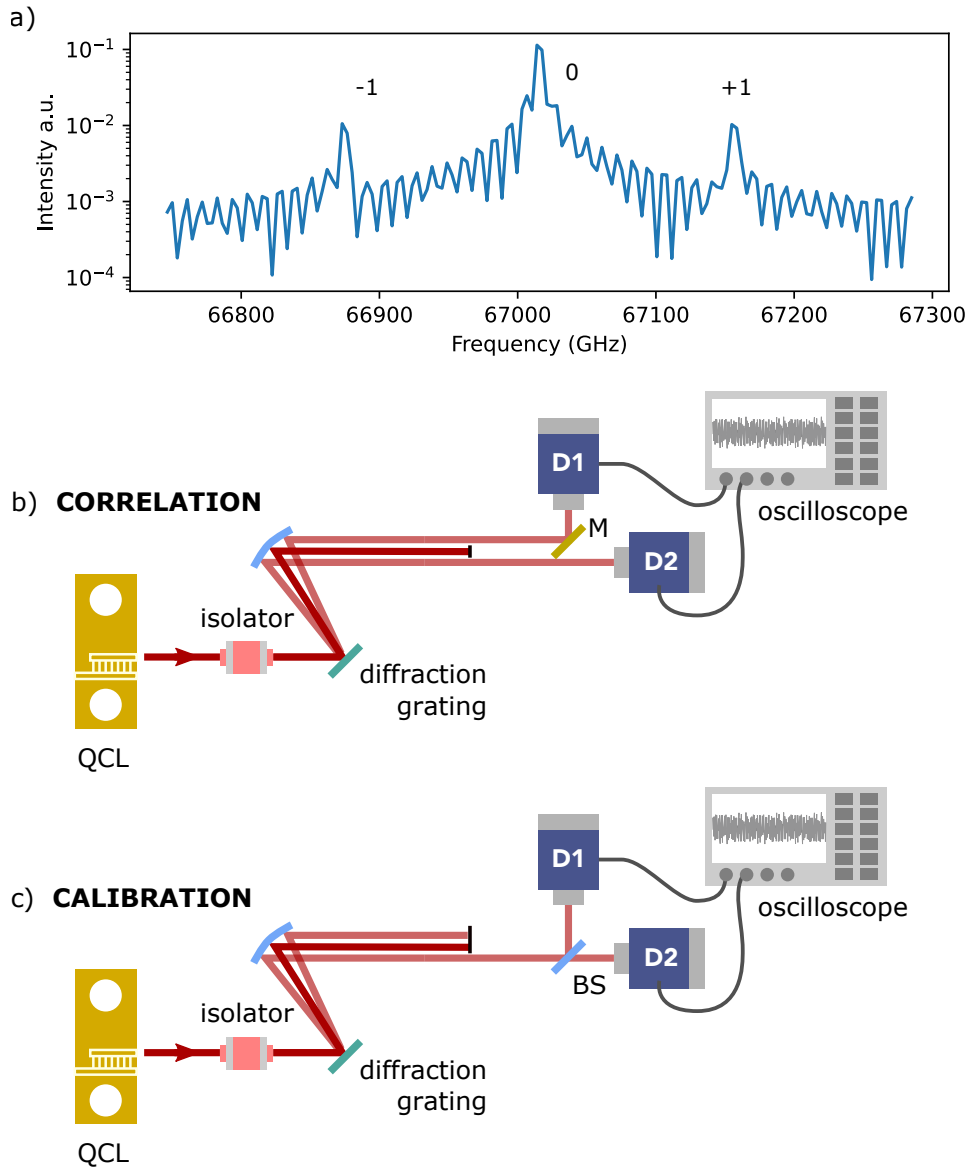 a)
Intensity a.u.
10⁻¹
10⁻²
10⁻³
10⁻⁴
-1
0
+1
66800
66900
67000
67100
67200
67300
Frequency (GHz)
b) CORRELATION
D1
M
D2
oscilloscope
isolator
diffraction
grating
QCL
c) CALIBRATION
D1
BS
D2
oscilloscope
isolator
diffraction
grating
QCL